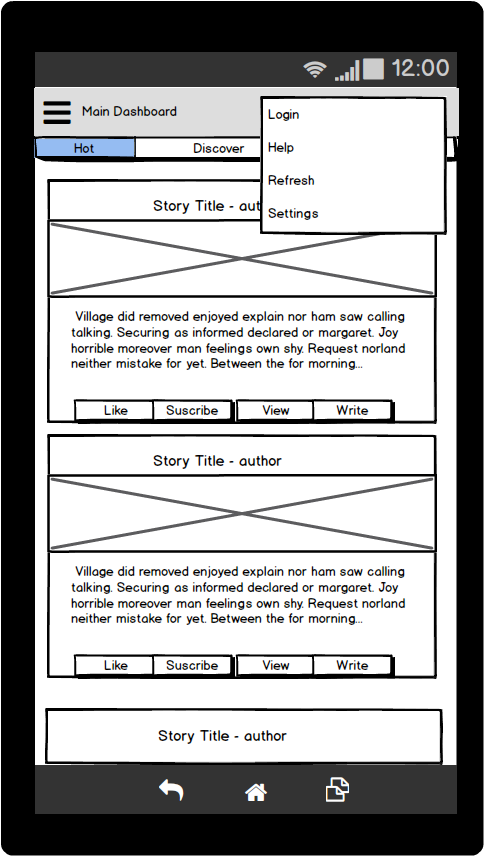 12:00
Main Dashboard
Login
Help
Refresh
Settings
Hot
Discover
Story Title -
Village did removed enjoyed explain nor ham saw calling
talking. Securing as informed declared or margaret. Joy
horrible moreover man feelings own shy. Request norland
neither mistake for yet. Between the for morning...
Like
Suscribe
View
Write
Story Title - author
Village did removed enjoyed explain nor ham saw calling
talking. Securing as informed declared or margaret. Joy
horrible moreover man feelings own shy. Request norland
neither mistake for yet. Between the for morning...
Like
Suscribe
View
Write
Story Title - author